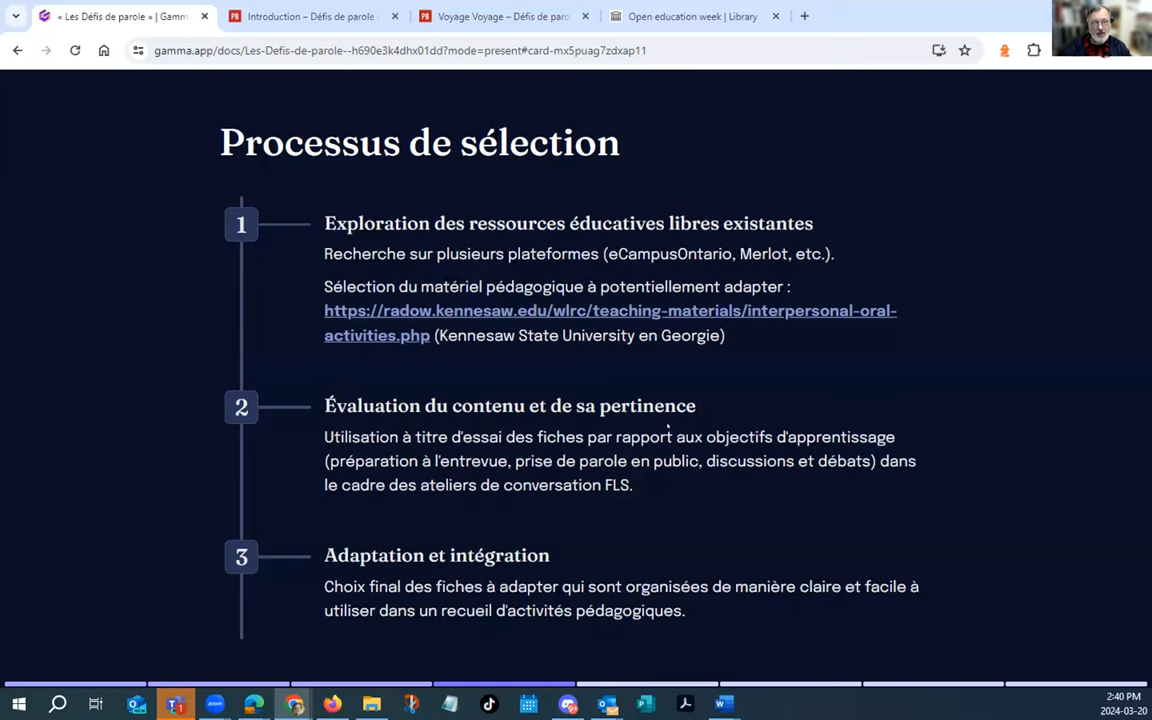 « Les Défis de parole » | Gamm
Introduction – Défis de parole
Voyage Voyage – Défis de paro
Open education week | Library
gamma.app/docs/Les-Defis-de-parole--h690e3k4dhx01dd?mode=present#card-mx5puag7zdxap11
Processus de sélection
1
Exploration des ressources éducatives libres existantes
Recherche sur plusieurs plateformes (eCampusOntario, Merlot, etc.).
Sélection du matériel pédagogique à potentiellement adapter :
https://radow.kennesaw.edu/wlrc/teaching-materials/interpersonal-oral-
activities.php (Kennesaw State University en Georgie)
2
Évaluation du contenu et de sa pertinence
Utilisation à titre d'essai des fiches par rapport aux objectifs d'apprentissage
(préparation à l'entrevue, prise de parole en public, discussions et débats) dans
le cadre des ateliers de conversation FLS.
3
Adaptation et intégration
Choix final des fiches à adapter qui sont organisées de manière claire et facile à
utiliser dans un recueil d'activités pédagogiques.
2:40 PM
2024-03-20